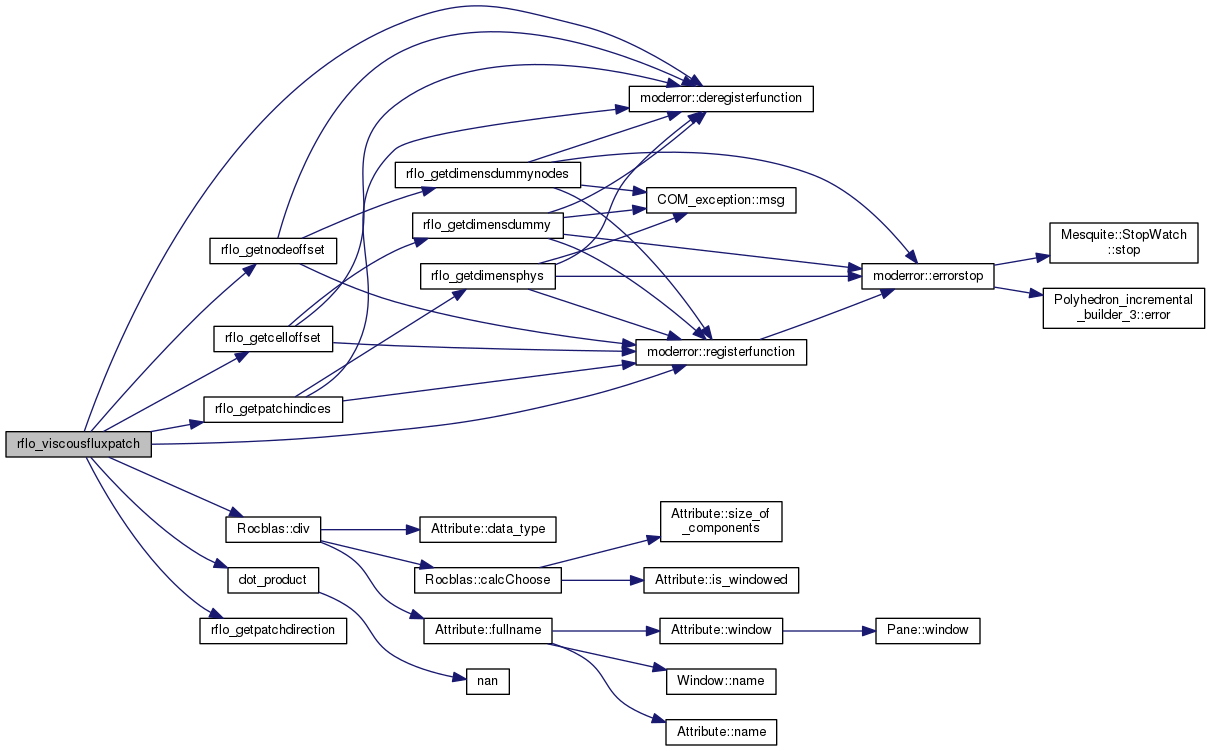 moderror::deregisterfunction
rflo_getdimensdummynodes
COM_exception::msg
rflo_getdimensdummy
rflo_getnodeoffset
Mesquite::StopWatch
::stop
rflo_getdimensphys
moderror::errorstop
Polyhedron_incremental
_builder_3::error
rflo_getcelloffset
moderror::registerfunction
rflo_getpatchindices
rflo_viscousfluxpatch
Attribute::size_of
_components
Rocblas::div
Attribute::data_type
dot_product
Rocblas::calcChoose
Attribute::is_windowed
rflo_getpatchdirection
Attribute::fullname
Attribute::window
Pane::window
nan
Window::name
Attribute::name